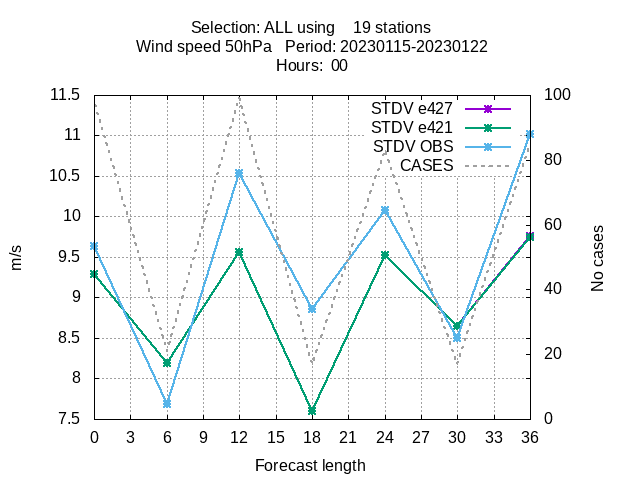 Selection: ALL using 19 stations
Wind speed 50hPa Period: 20230115-20230122
Hours: 00
STDV e427
STDV e421
STDV OBS
CASES
m/s
No cases
11.5
11
10.5
10
9.5
9
8.5
8
7.5
100
80
60
40
20
0
0 3 6 9 12 15 18 21 24 27 30 33 36
Forecast length